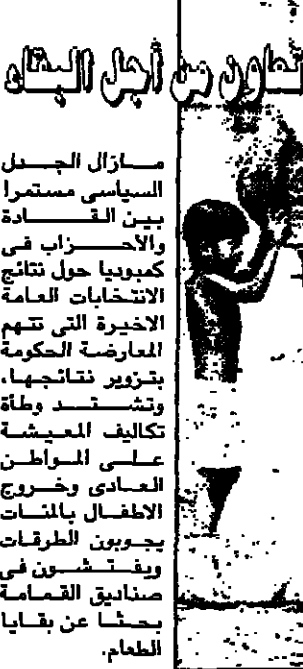 تعاون من أجل البقاء
مازال الجدل
السياسى مستمرا
بين القادة
والاحزاب فى
كمبوديا حول نتائج
الانتخابات العامة
الاخيرة التى تتهم
المعارضة الحكومة
بتزوير نتائجها،
وتشتد وطأة
تكاليف المعيشة
على المواطن
العادى وخروج
الاطفال بالمئات
يجوبون الطرقات
ويفتشون فى
صناديق القمامة
بحثا عن بقايا
الطعام.